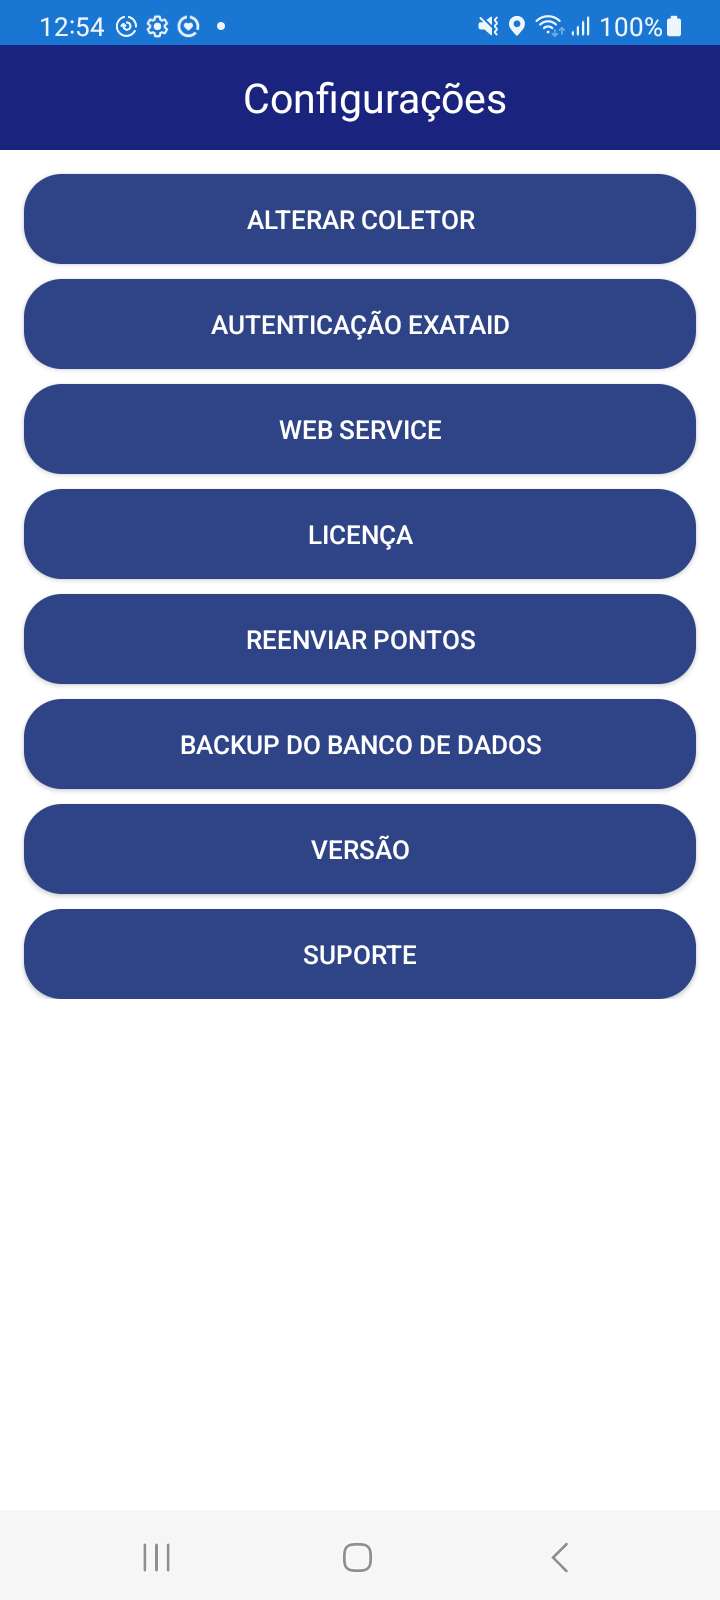 12:54 100%
Configurações
ALTERAR COLETOR
AUTENTICAÇÃO EXATAID
WEB SERVICE
LICENÇA
REENVIAR PONTOS
BACKUP DO BANCO DE DADOS
VERSÃO
SUPORTE